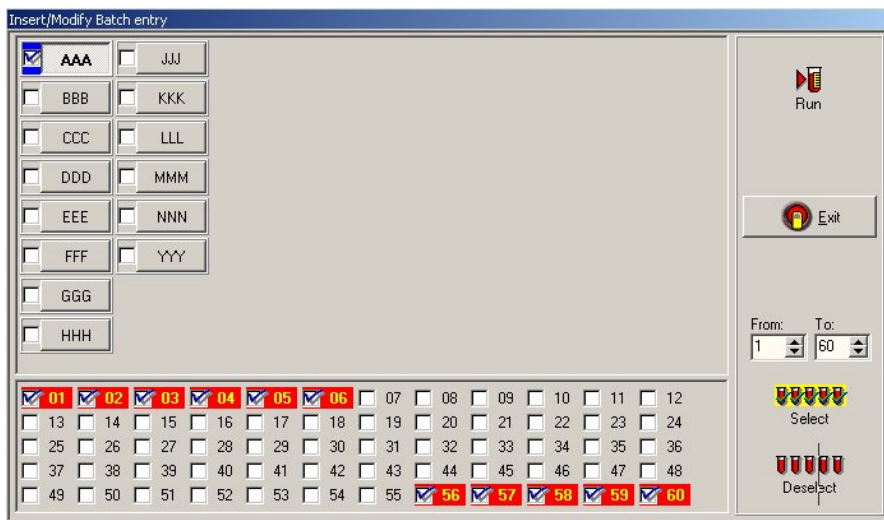 Insert/Modify Batch entry
AAA JJJ
BBB KKK
CCC LLL
DDD MMM
EEE NNN
FFF YYY
GGG
HHH
Run
Exit
From: To:
1 60
Select
Deselect
01 02 03 04 05 06 07 08 09 10 11 12
13 14 15 16 17 18 19 20 21 22 23 24
25 26 27 28 29 30 31 32 33 34 35 36
37 38 39 40 41 42 43 44 45 46 47 48
49 50 51 52 53 54 55 56 57 58 59 60